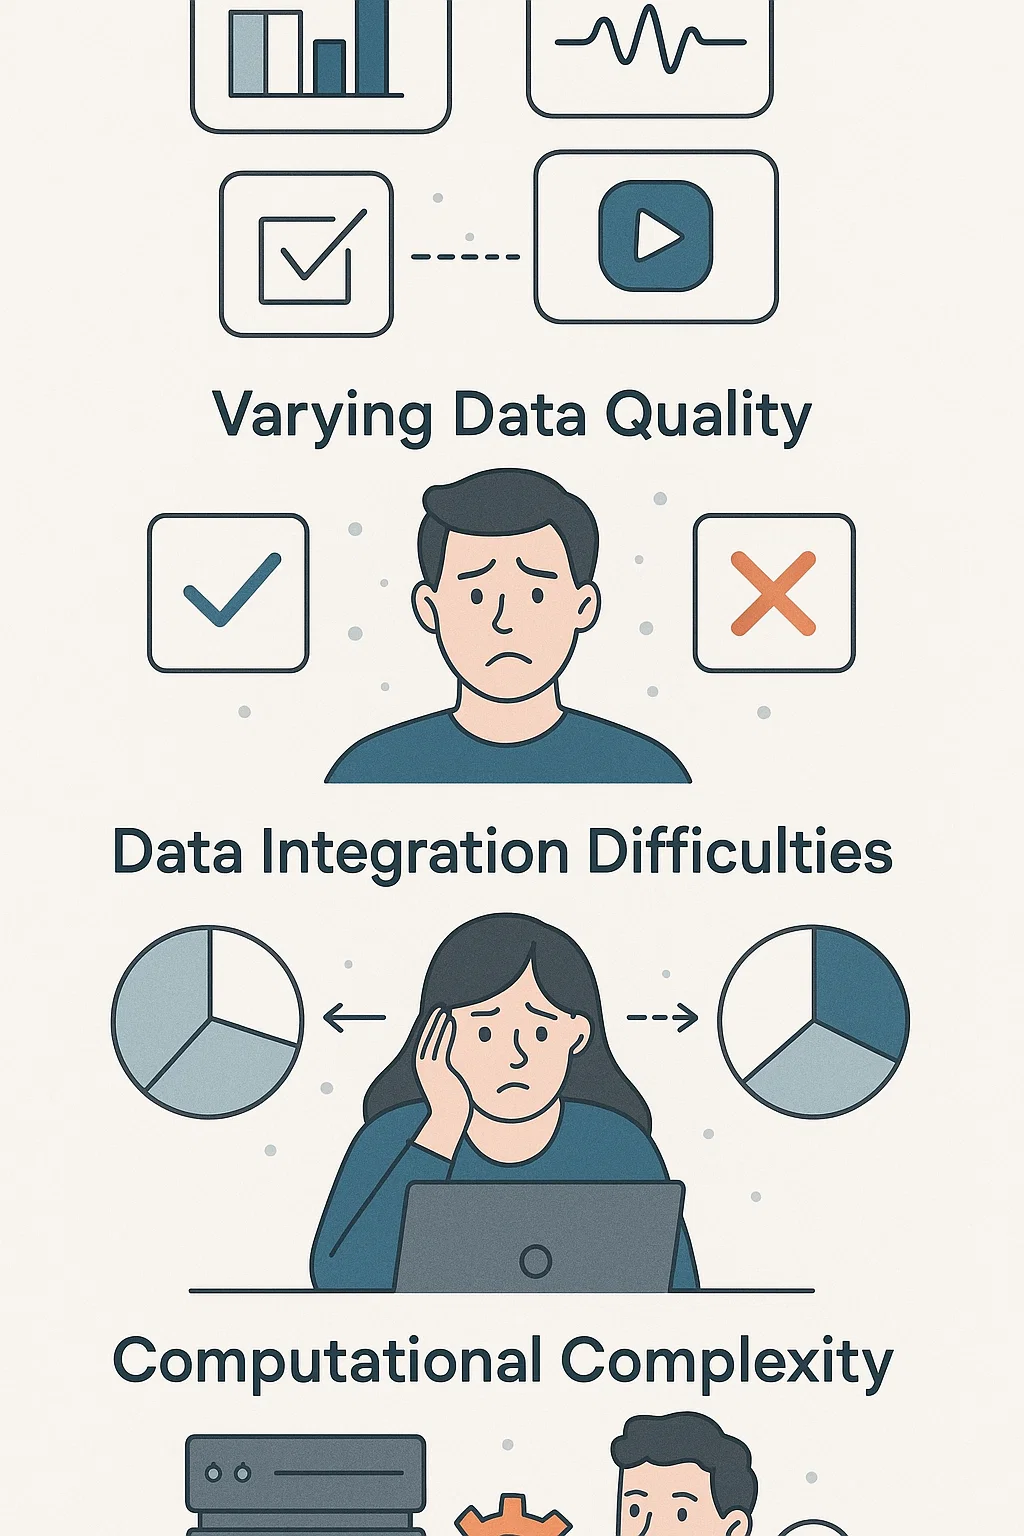 Varying Data Quality
Data Integration Difficulties
Computational Complexity